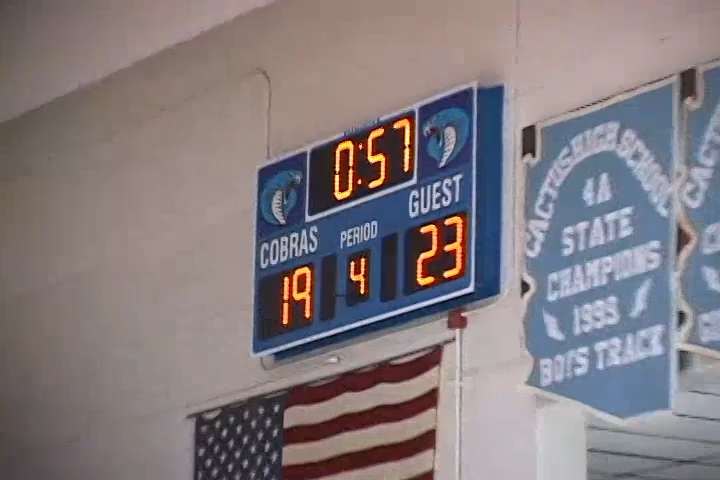 0:57
GUEST
COBRAS
PERIOD
19
4
23
CACTUS HIGH SCHOOL
4A
STATE
CHAMPIONS
1998
BOYS TRACK